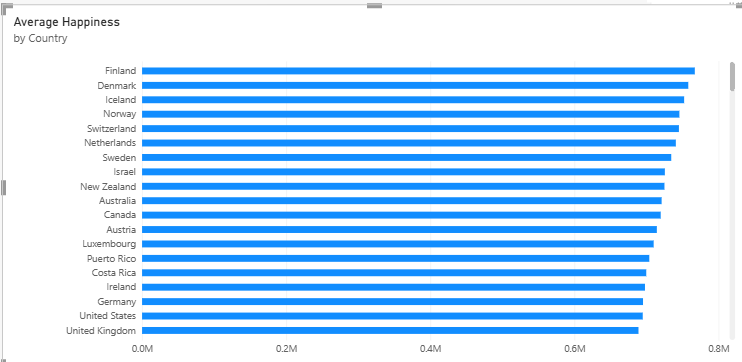 Average Happiness
by Country
Finland
Denmark
Iceland
Norway
Switzerland
Netherlands
Sweden
Israel
New Zealand
Australia
Canada
Austria
Luxembourg
Puerto Rico
Costa Rica
Ireland
Germany
United States
United Kingdom
0.0M 0.2M 0.4M 0.6M 0.8M